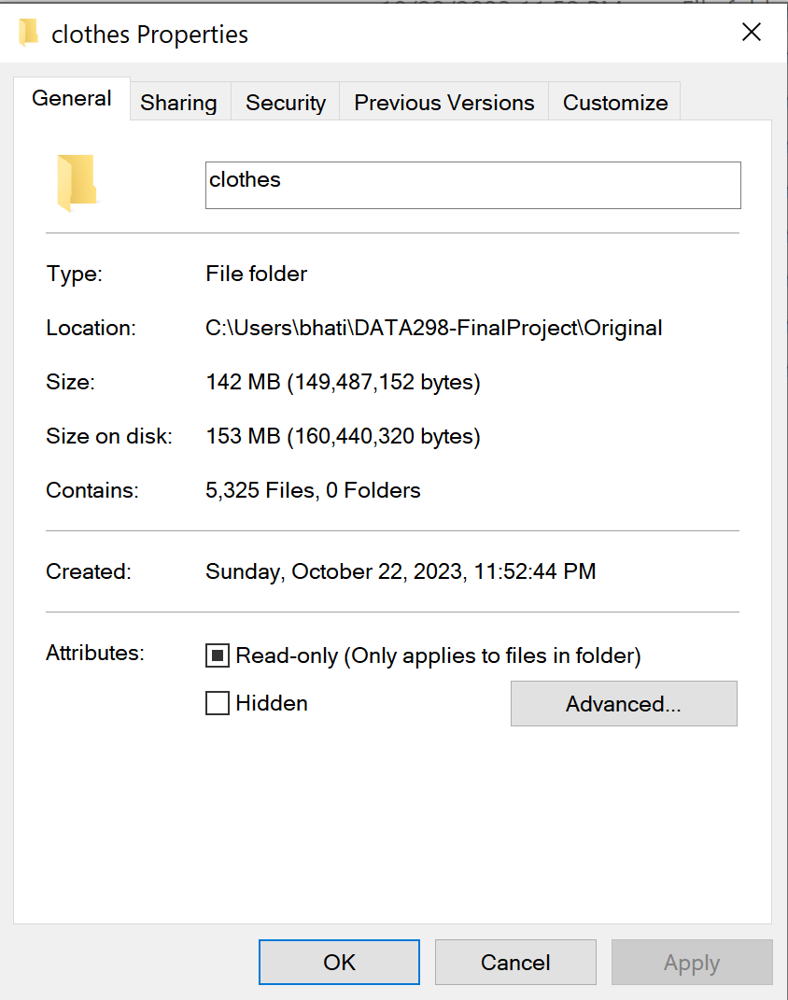 clothes Properties
General Sharing Security Previous Versions Customize
clothes
Type: File folder
Location: C:\Users\bhati\DATA298-FinalProject\Original
Size: 142 MB (149,487,152 bytes)
Size on disk: 153 MB (160,440,320 bytes)
Contains: 5,325 Files, 0 Folders
Created: Sunday, October 22, 2023, 11:52:44 PM
Attributes: Read-only (Only applies to files in folder)
Hidden Advanced...
OK Cancel Apply